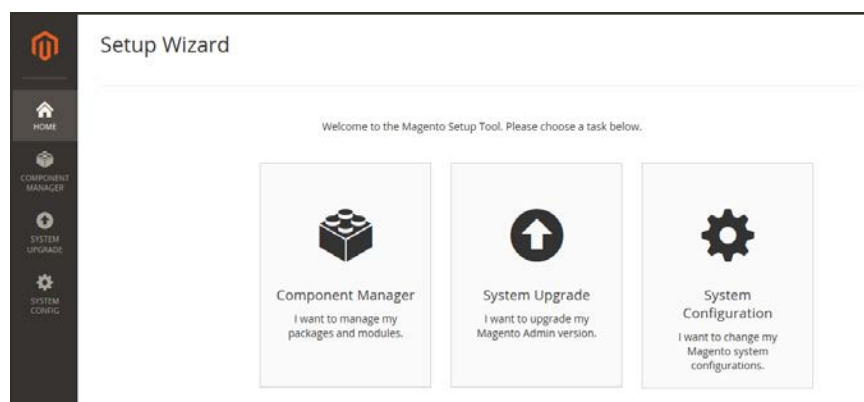 Setup Wizard
HOME
COMPONENT
MANAGER
SYSTEM
UPGRADE
SYSTEM
CONFIG
Welcome to the Magento Setup Tool. Please choose a task below.
Component Manager
I want to manage my
packages and modules.
System Upgrade
I want to upgrade my
Magento Admin version.
System
Configuration
I want to change my
Magento system
configurations.